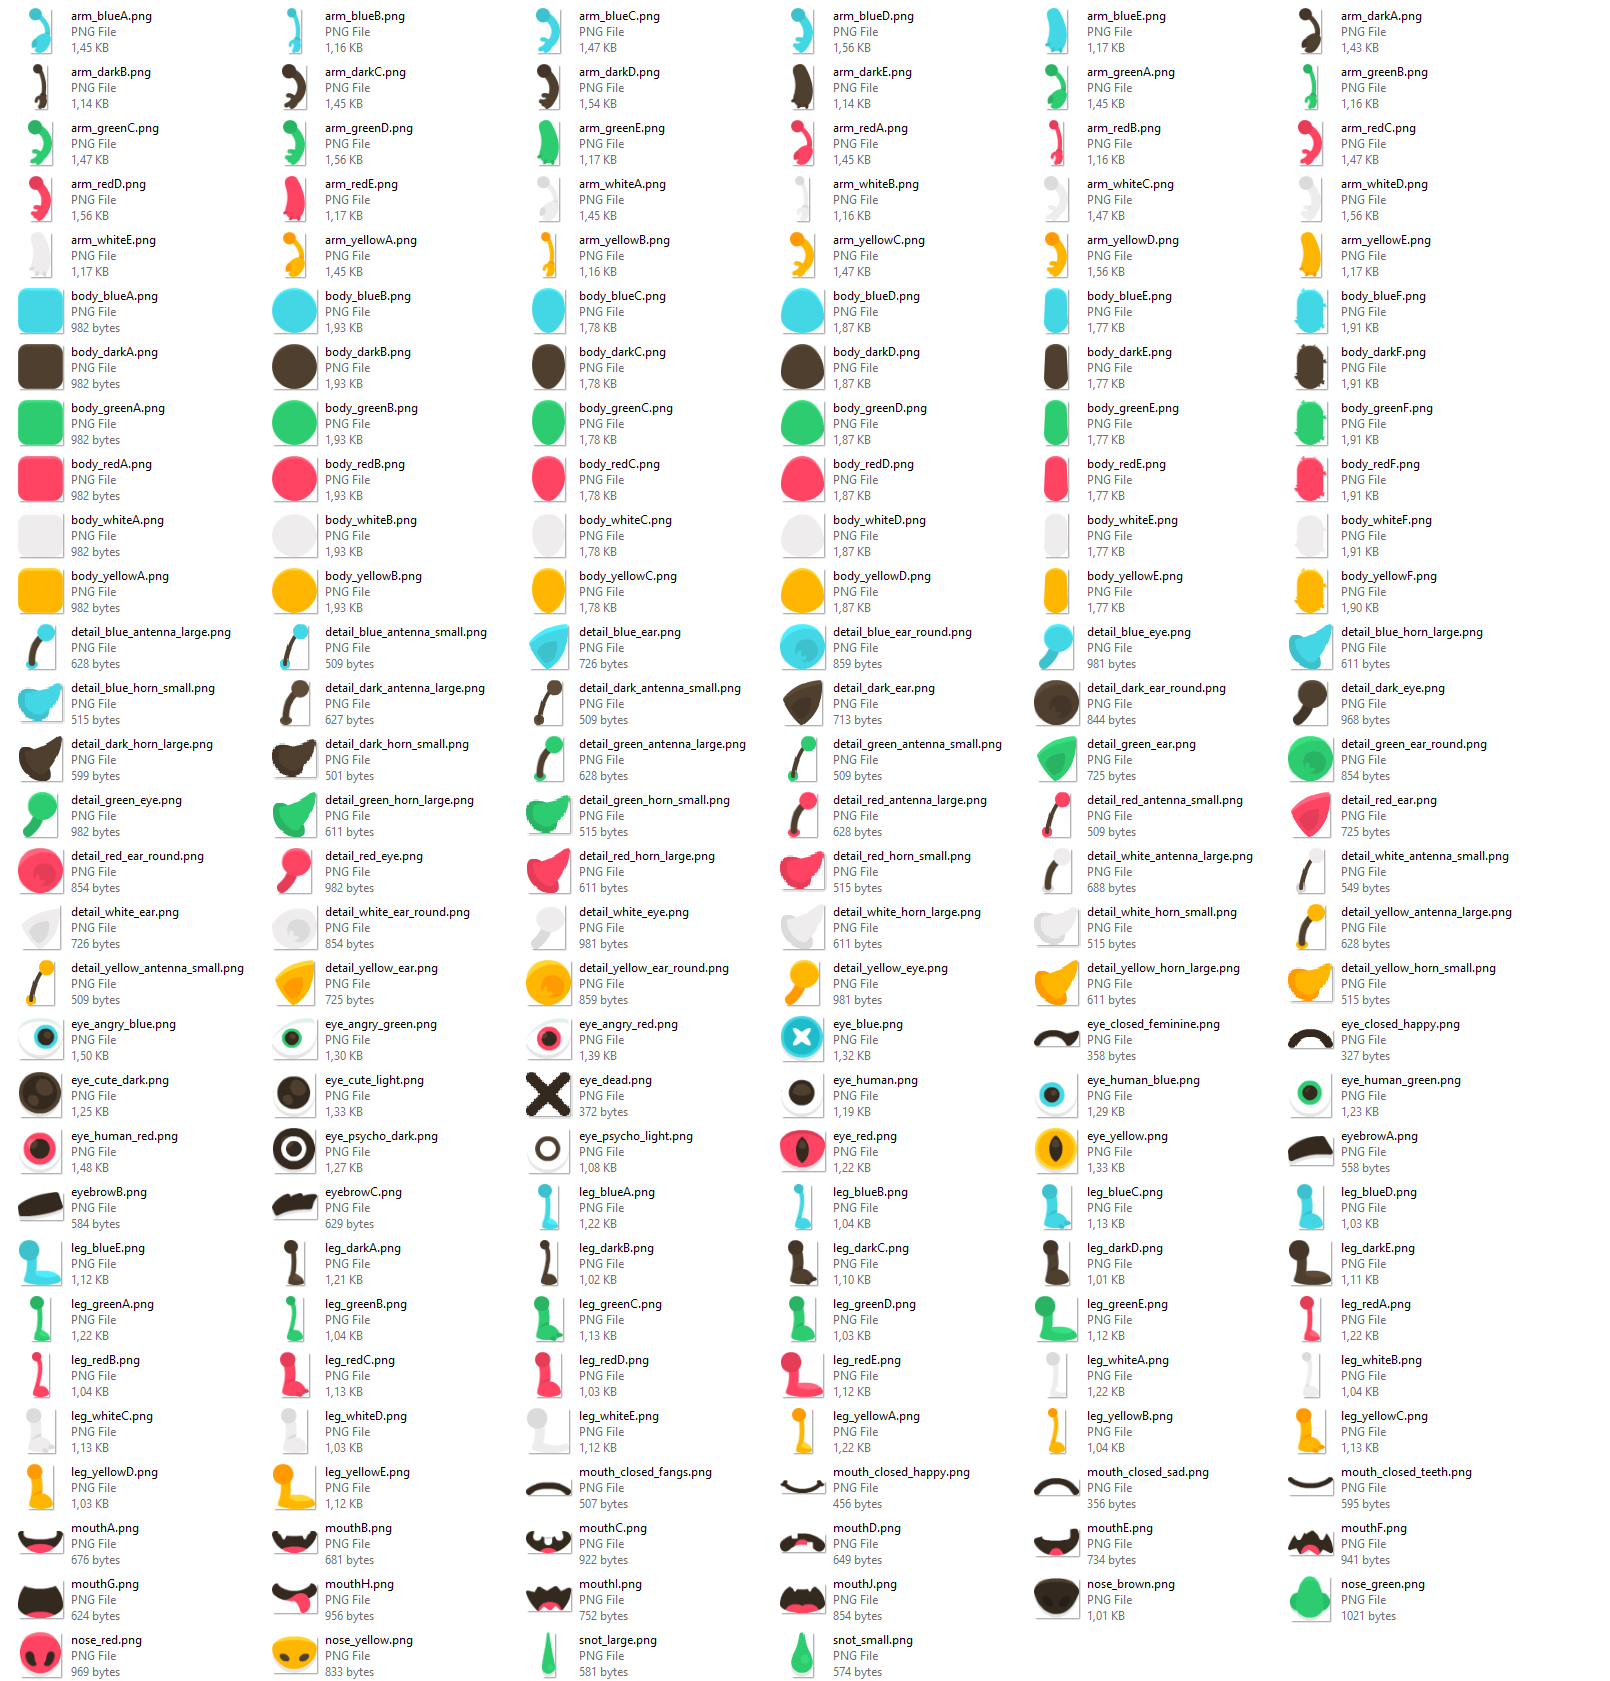 arm_blueA.png
PNG File
1,45 KB
arm_blueB.png
PNG File
1,16 KB
arm_blueC.png
PNG File
1,47 KB
arm_blueD.png
PNG File
1,56 KB
arm_blueE.png
PNG File
1,17 KB
arm_darkA.png
PNG File
1,43 KB
arm_darkB.png
PNG File
1,14 KB
arm_darkC.png
PNG File
1,45 KB
arm_darkD.png
PNG File
1,54 KB
arm_darkE.png
PNG File
1,14 KB
arm_greenA.png
PNG File
1,45 KB
arm_greenB.png
PNG File
1,16 KB
arm_greenC.png
PNG File
1,47 KB
arm_greenD.png
PNG File
1,56 KB
arm_greenE.png
PNG File
1,17 KB
arm_redA.png
PNG File
1,45 KB
arm_redB.png
PNG File
1,16 KB
arm_redC.png
PNG File
1,47 KB
arm_redD.png
PNG File
1,56 KB
arm_redE.png
PNG File
1,17 KB
arm_whiteA.png
PNG File
1,45 KB
arm_whiteB.png
PNG File
1,16 KB
arm_whiteC.png
PNG File
1,47 KB
arm_whiteD.png
PNG File
1,56 KB
arm_whiteE.png
PNG File
1,17 KB
arm_yellowA.png
PNG File
1,45 KB
arm_yellowB.png
PNG File
1,16 KB
arm_yellowC.png
PNG File
1,47 KB
arm_yellowD.png
PNG File
1,56 KB
arm_yellowE.png
PNG File
1,17 KB
body_blueA.png
PNG File
982 bytes
body_blueB.png
PNG File
1,93 KB
body_blueC.png
PNG File
1,78 KB
body_blueD.png
PNG File
1,87 KB
body_blueE.png
PNG File
1,77 KB
body_blueF.png
PNG File
1,91 KB
body_darkA.png
PNG File
982 bytes
body_darkB.png
PNG File
1,93 KB
body_darkC.png
PNG File
1,78 KB
body_darkD.png
PNG File
1,87 KB
body_darkE.png
PNG File
1,77 KB
body_darkF.png
PNG File
1,91 KB
body_greenA.png
PNG File
982 bytes
body_greenB.png
PNG File
1,93 KB
body_greenC.png
PNG File
1,78 KB
body_greenD.png
PNG File
1,87 KB
body_greenE.png
PNG File
1,77 KB
body_greenF.png
PNG File
1,91 KB
body_redA.png
PNG File
982 bytes
body_redB.png
PNG File
1,93 KB
body_redC.png
PNG File
1,78 KB
body_redD.png
PNG File
1,87 KB
body_redE.png
PNG File
1,77 KB
body_redF.png
PNG File
1,91 KB
body_whiteA.png
PNG File
982 bytes
body_whiteB.png
PNG File
1,93 KB
body_whiteC.png
PNG File
1,78 KB
body_whiteD.png
PNG File
1,87 KB
body_whiteE.png
PNG File
1,77 KB
body_whiteF.png
PNG File
1,91 KB
body_yellowA.png
PNG File
982 bytes
body_yellowB.png
PNG File
1,93 KB
body_yellowC.png
PNG File
1,78 KB
body_yellowD.png
PNG File
1,87 KB
body_yellowE.png
PNG File
1,77 KB
body_yellowF.png
PNG File
1,90 KB
detail_blue_antenna_large.png
PNG File
628 bytes
detail_blue_antenna_small.png
PNG File
509 bytes
detail_blue_ear.png
PNG File
726 bytes
detail_blue_ear_round.png
PNG File
859 bytes
detail_blue_eye.png
PNG File
981 bytes
detail_blue_horn_large.png
PNG File
611 bytes
detail_blue_horn_small.png
PNG File
515 bytes
detail_dark_antenna_large.png
PNG File
627 bytes
detail_dark_antenna_small.png
PNG File
509 bytes
detail_dark_ear.png
PNG File
713 bytes
detail_dark_ear_round.png
PNG File
844 bytes
detail_dark_eye.png
PNG File
968 bytes
detail_dark_horn_large.png
PNG File
599 bytes
detail_dark_horn_small.png
PNG File
501 bytes
detail_green_antenna_large.png
PNG File
628 bytes
detail_green_antenna_small.png
PNG File
509 bytes
detail_green_ear.png
PNG File
725 bytes
detail_green_ear_round.png
PNG File
854 bytes
detail_green_eye.png
PNG File
982 bytes
detail_green_horn_large.png
PNG File
611 bytes
detail_green_horn_small.png
PNG File
515 bytes
detail_red_antenna_large.png
PNG File
628 bytes
detail_red_antenna_small.png
PNG File
509 bytes
detail_red_ear.png
PNG File
725 bytes
detail_red_ear_round.png
PNG File
854 bytes
detail_red_eye.png
PNG File
982 bytes
detail_red_horn_large.png
PNG File
611 bytes
detail_red_horn_small.png
PNG File
515 bytes
detail_white_antenna_large.png
PNG File
688 bytes
detail_white_antenna_small.png
PNG File
549 bytes
detail_white_ear.png
PNG File
726 bytes
detail_white_ear_round.png
PNG File
854 bytes
detail_white_eye.png
PNG File
981 bytes
detail_white_horn_large.png
PNG File
611 bytes
detail_white_horn_small.png
PNG File
515 bytes
detail_yellow_antenna_large.png
PNG File
628 bytes
detail_yellow_antenna_small.png
PNG File
509 bytes
detail_yellow_ear.png
PNG File
725 bytes
detail_yellow_ear_round.png
PNG File
859 bytes
detail_yellow_eye.png
PNG File
981 bytes
detail_yellow_horn_large.png
PNG File
611 bytes
detail_yellow_horn_small.png
PNG File
515 bytes
eye_angry_blue.png
PNG File
1,50 KB
eye_angry_green.png
PNG File
1,30 KB
eye_angry_red.png
PNG File
1,39 KB
eye_blue.png
PNG File
1,32 KB
eye_closed_feminine.png
PNG File
358 bytes
eye_closed_happy.png
PNG File
327 bytes
eye_cute_dark.png
PNG File
1,25 KB
eye_cute_light.png
PNG File
1,33 KB
eye_dead.png
PNG File
372 bytes
eye_human.png
PNG File
1,19 KB
eye_human_blue.png
PNG File
1,29 KB
eye_human_green.png
PNG File
1,23 KB
eye_human_red.png
PNG File
1,48 KB
eye_psycho_dark.png
PNG File
1,27 KB
eye_psycho_light.png
PNG File
1,08 KB
eye_red.png
PNG File
1,22 KB
eye_yellow.png
PNG File
1,33 KB
eyebrowA.png
PNG File
558 bytes
eyebrowB.png
PNG File
584 bytes
eyebrowC.png
PNG File
629 bytes
leg_blueA.png
PNG File
1,22 KB
leg_blueB.png
PNG File
1,04 KB
leg_blueC.png
PNG File
1,13 KB
leg_blueD.png
PNG File
1,03 KB
leg_blueE.png
PNG File
1,12 KB
leg_darkA.png
PNG File
1,21 KB
leg_darkB.png
PNG File
1,02 KB
leg_darkC.png
PNG File
1,10 KB
leg_darkD.png
PNG File
1,01 KB
leg_darkE.png
PNG File
1,11 KB
leg_greenA.png
PNG File
1,22 KB
leg_greenB.png
PNG File
1,04 KB
leg_greenC.png
PNG File
1,13 KB
leg_greenD.png
PNG File
1,03 KB
leg_greenE.png
PNG File
1,12 KB
leg_redA.png
PNG File
1,22 KB
leg_redB.png
PNG File
1,04 KB
leg_redC.png
PNG File
1,13 KB
leg_redD.png
PNG File
1,03 KB
leg_redE.png
PNG File
1,12 KB
leg_whiteA.png
PNG File
1,22 KB
leg_whiteB.png
PNG File
1,04 KB
leg_whiteC.png
PNG File
1,13 KB
leg_whiteD.png
PNG File
1,03 KB
leg_whiteE.png
PNG File
1,12 KB
leg_yellowA.png
PNG File
1,22 KB
leg_yellowB.png
PNG File
1,04 KB
leg_yellowC.png
PNG File
1,13 KB
leg_yellowD.png
PNG File
1,03 KB
leg_yellowE.png
PNG File
1,12 KB
mouth_closed_fangs.png
PNG File
507 bytes
mouth_closed_happy.png
PNG File
456 bytes
mouth_closed_sad.png
PNG File
356 bytes
mouth_closed_teeth.png
PNG File
595 bytes
mouthA.png
PNG File
676 bytes
mouthB.png
PNG File
681 bytes
mouthC.png
PNG File
922 bytes
mouthD.png
PNG File
649 bytes
mouthE.png
PNG File
734 bytes
mouthF.png
PNG File
941 bytes
mouthG.png
PNG File
624 bytes
mouthH.png
PNG File
956 bytes
mouthI.png
PNG File
752 bytes
mouthJ.png
PNG File
854 bytes
nose_brown.png
PNG File
1,01 KB
nose_green.png
PNG File
1021 bytes
nose_red.png
PNG File
969 bytes
nose_yellow.png
PNG File
833 bytes
snot_large.png
PNG File
581 bytes
snot_small.png
PNG File
574 bytes